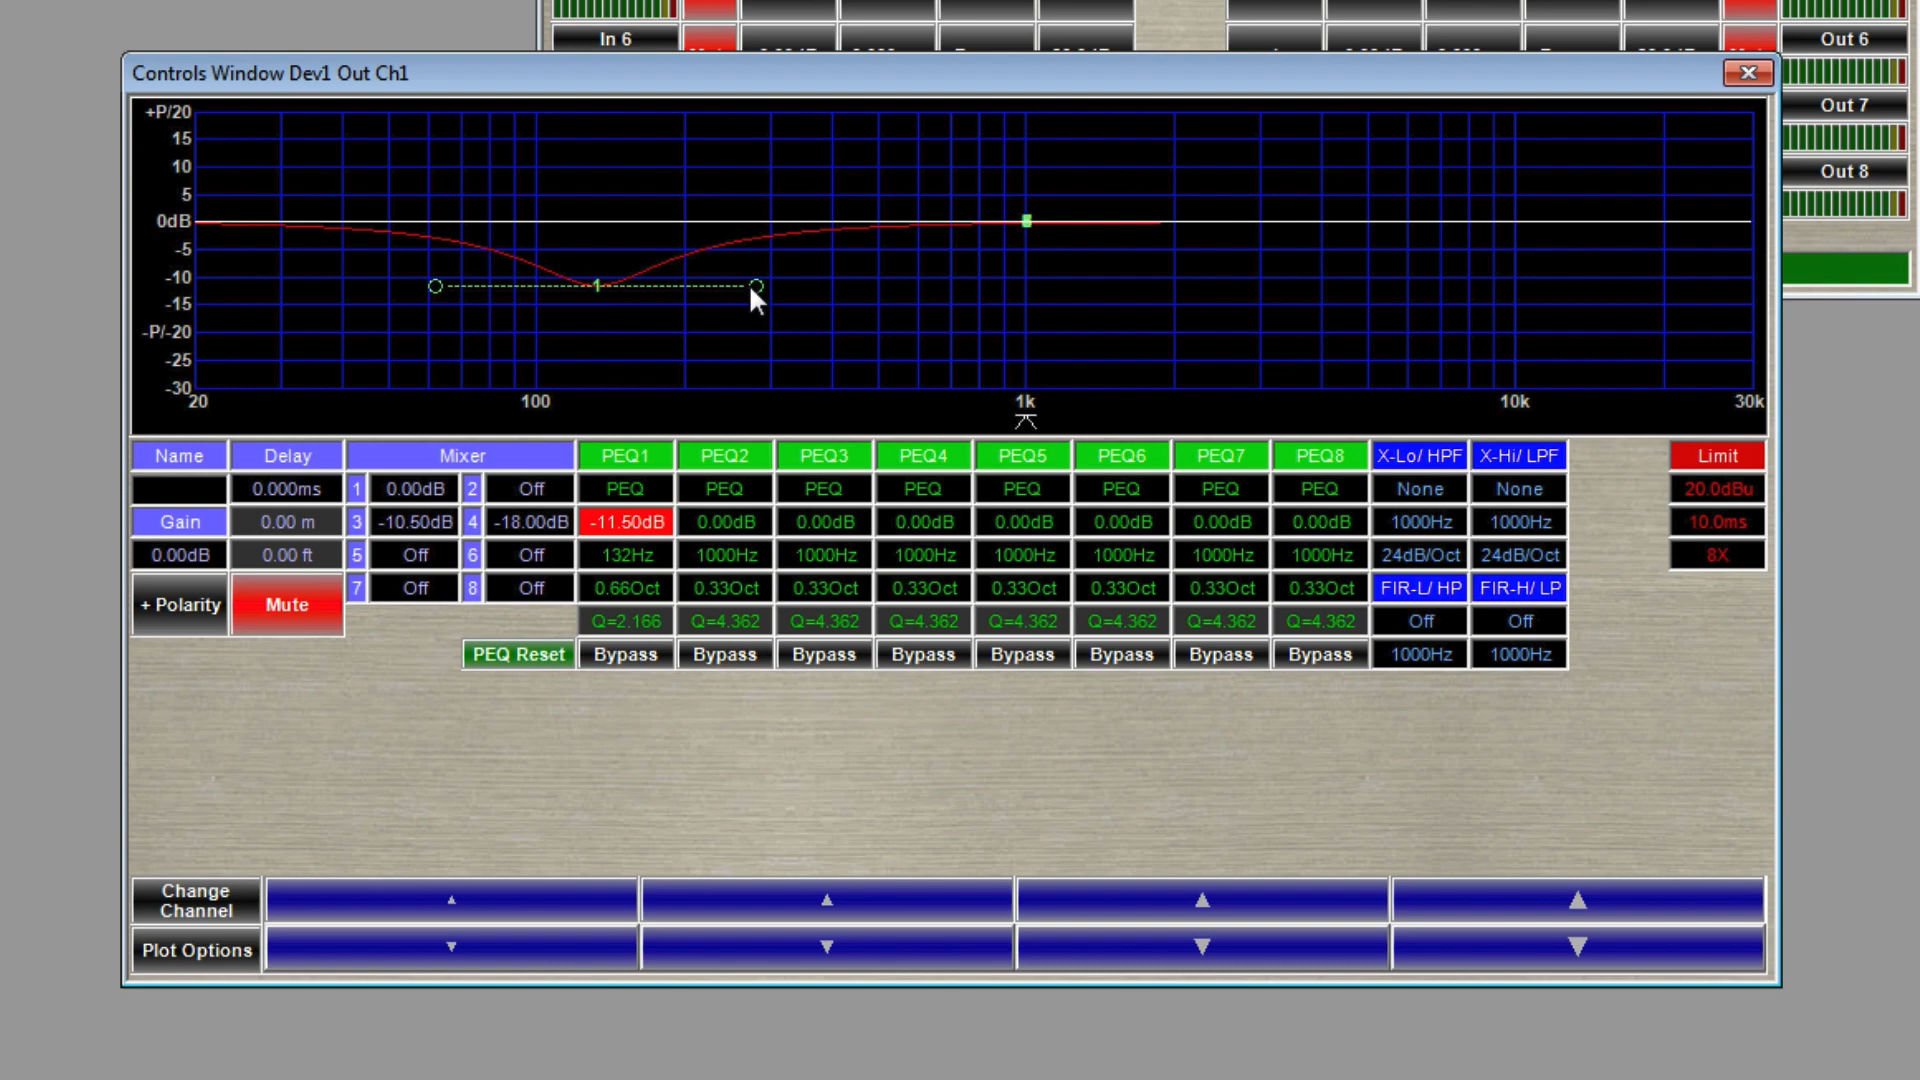 In 6
Out 6
Controls Window Dev1 Out Ch1
Out 7
Out 8
+P/20
15
10
5
0dB
-5
-10
-15
-P/-20
-25
-30
1
20 100 1k 10k 30k
Name Delay Mixer PEQ1 PEQ2 PEQ3 PEQ4 PEQ5 PEQ6 PEQ7 PEQ8 X-Lo/ HPF X-Hi/ LPF Limit
0.000ms 1 0.00dB 2 Off PEQ PEQ PEQ PEQ PEQ PEQ PEQ PEQ None None 20.0dBu
Gain 0.00 m 3 -10.50dB 4 -18.00dB -11.50dB 0.00dB 0.00dB 0.00dB 0.00dB 0.00dB 0.00dB 0.00dB 1000Hz 1000Hz 10.0ms
0.00dB 0.00 ft 5 Off 6 Off 132Hz 1000Hz 1000Hz 1000Hz 1000Hz 1000Hz 1000Hz 1000Hz 24dB/Oct 24dB/Oct 8X
+ Polarity Mute 7 Off 8 Off 0.66Oct 0.33Oct 0.33Oct 0.33Oct 0.33Oct 0.33Oct 0.33Oct 0.33Oct FIR-L/ HP FIR-H/ LP
Q=2.166 Q=4.362 Q=4.362 Q=4.362 Q=4.362 Q=4.362 Q=4.362 Q=4.362 Off Off
PEQ Reset Bypass Bypass Bypass Bypass Bypass Bypass Bypass Bypass 1000Hz 1000Hz
Change
Channel
Plot Options